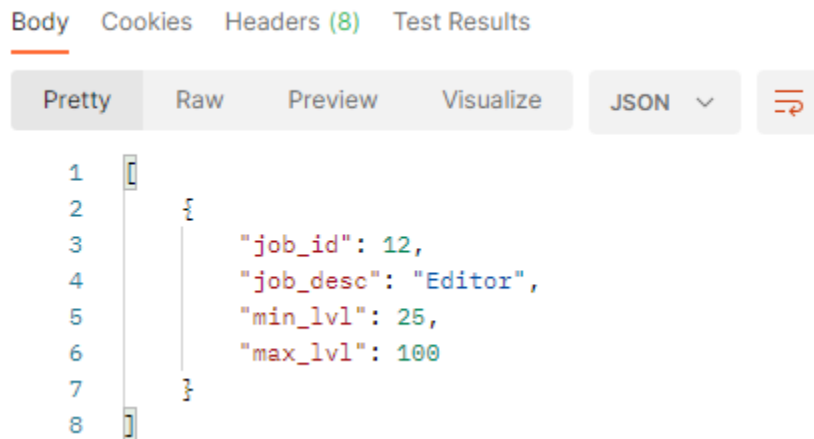 Body Cookies Headers (8) Test Results
Pretty Raw Preview Visualize JSON
1 [
2 {
3 "job_id": 12,
4 "job_desc": "Editor",
5 "min_lvl": 25,
6 "max_lvl": 100
7 }
8 ]